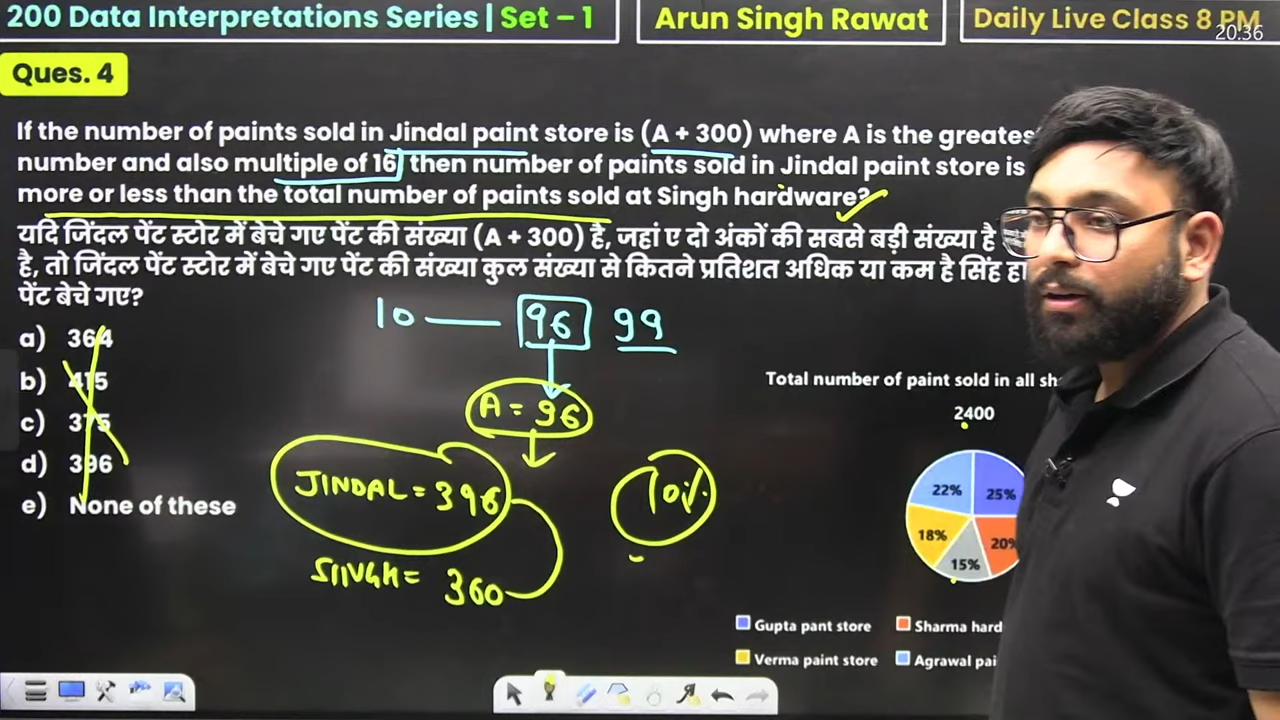 200 Data Interpretations Series | Set – 1
Arun Singh Rawat
Daily Live Class 8 PM
20:36
Ques. 4
If the number of paints sold in Jindal paint store is (A + 300) where A is the greatest
number and also multiple of 16, then number of paints sold in Jindal paint store is
more or less than the total number of paints sold at Singh hardware?
यदि जिंदल पेंट स्टोर में बेचे गए पेंट की संख्या (A + 300) है, जहां ए दो अंकों की सबसे बड़ी संख्या है
है, तो जिंदल पेंट स्टोर में बेचे गए पेंट की संख्या कुल संख्या से कितने प्रतिशत अधिक या कम है सिंह हा
पेंट बेचे गए?
10 — 96 99
a) 364
b) 415
c) 375
d) 396
e) None of these
A = 96
JINDAL = 396
SINGH = 360
10%
Total number of paint sold in all sh
2400
22%
25%
18%
20%
15%
Gupta pant store
Sharma hard
Verma paint store
Agrawal pai